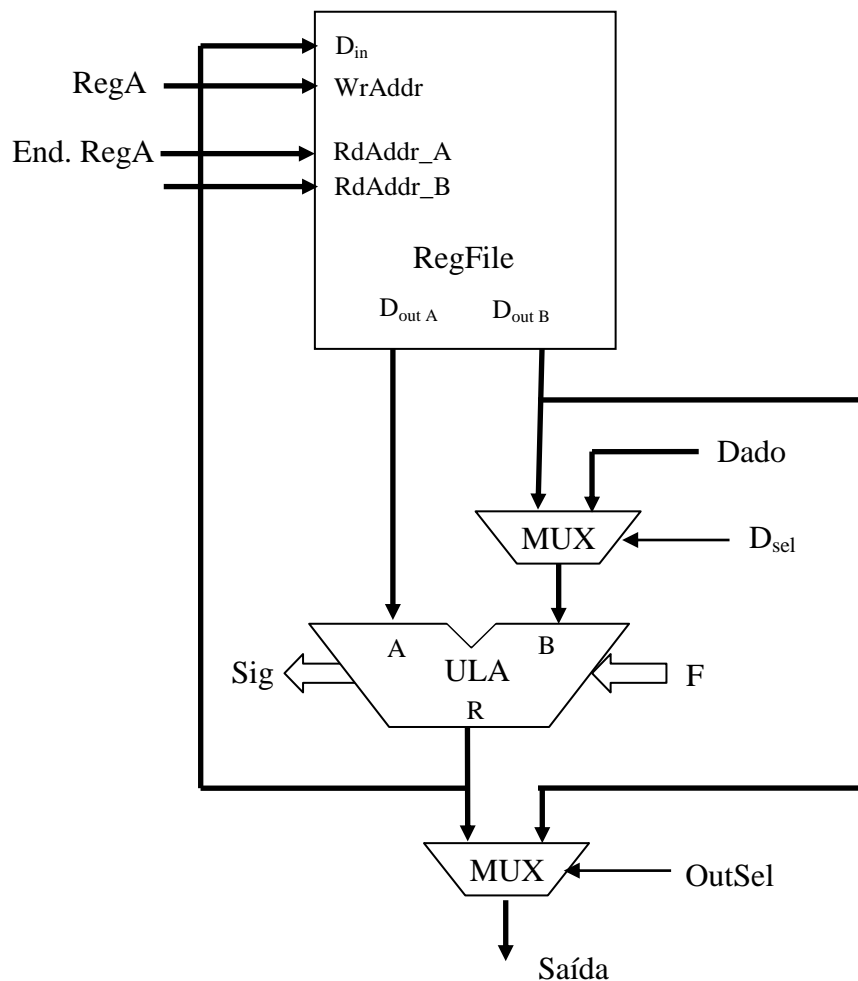 D_in
RegA
WrAddr
End. RegA
RdAddr_A
RdAddr_B
RegFile
D_out A
D_out B
Dado
MUX
D_sel
A
B
Sig
ULA
F
R
MUX
OutSel
Saída